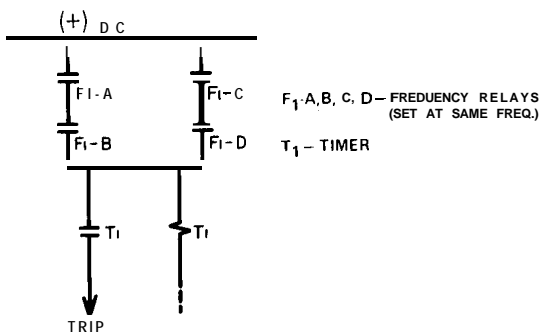 (+) DC
F1-A
F1-C
F1-B
F1-D
F1-A,B, C, D — FREDUENCY RELAYS
(SET AT SAME FREQ.)
T1 — TIMER
T1
T1
TRIP